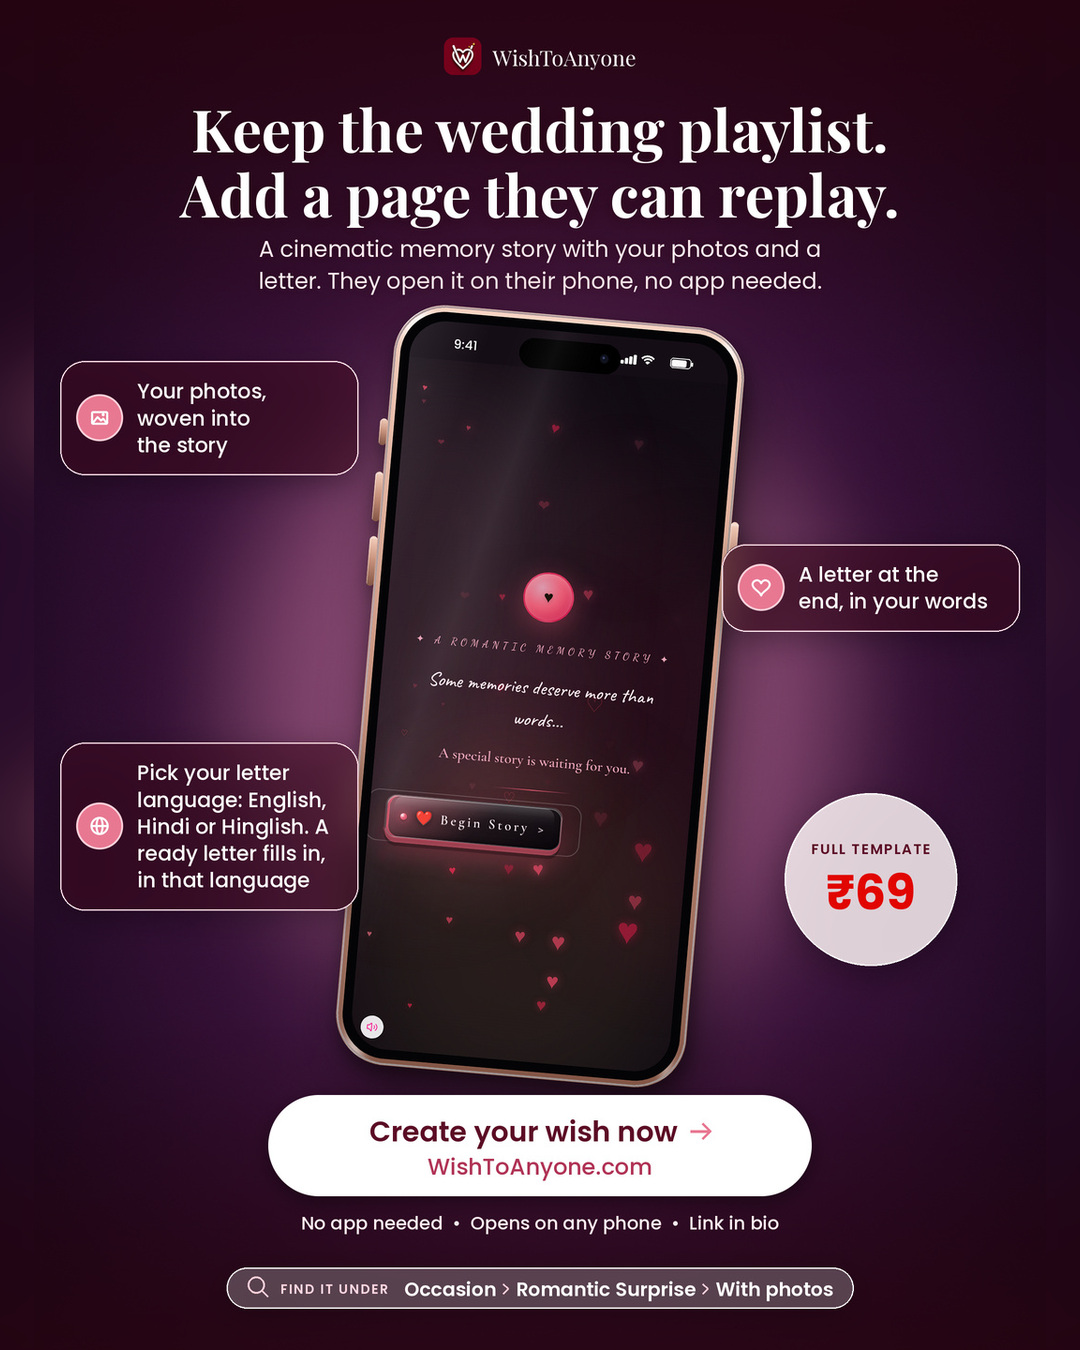 WishToAnyone
Keep the wedding playlist.
Add a page they can replay.
A cinematic memory story with your photos and a
letter. They open it on their phone, no app needed.
9:41
Your photos,
woven into
the story
A letter at the
end, in your words
A ROMANTIC MEMORY STORY
Some memories deserve more than
words...
A special story is waiting for you.
Begin Story >
Pick your letter
language: English,
Hindi or Hinglish. A
ready letter fills in,
in that language
FULL TEMPLATE
₹69
Create your wish now →
WishToAnyone.com
No app needed • Opens on any phone • Link in bio
FIND IT UNDER Occasion > Romantic Surprise > With photos